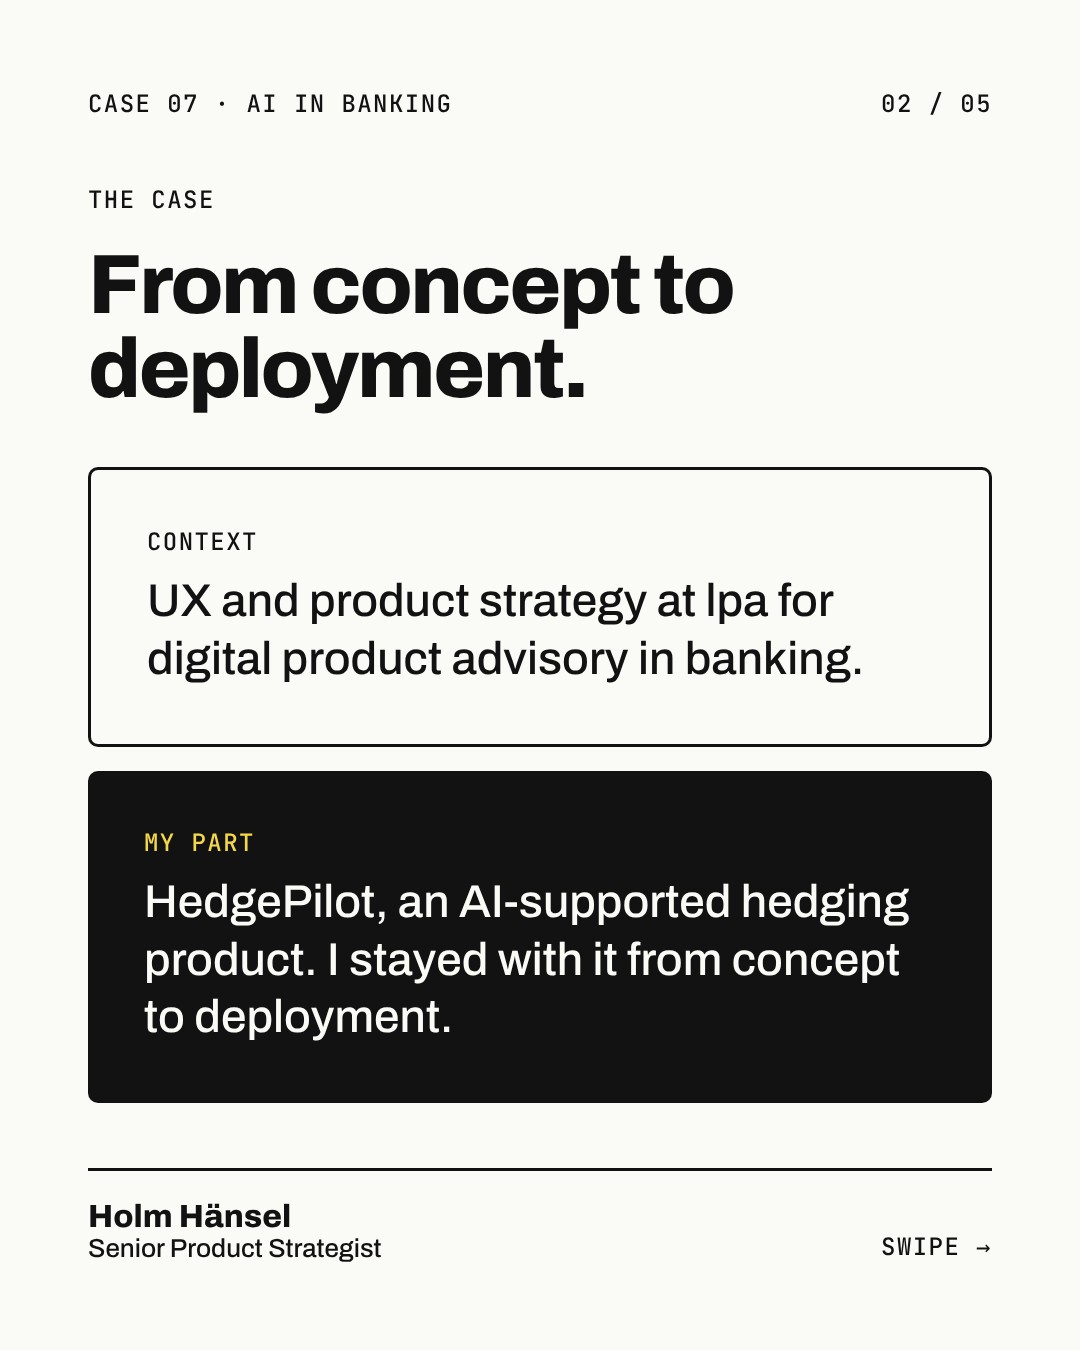 CASE 07 · AI IN BANKING
02 / 05
THE CASE
From concept to
deployment.
CONTEXT
UX and product strategy at lpa for
digital product advisory in banking.
MY PART
HedgePilot, an AI-supported hedging
product. I stayed with it from concept
to deployment.
Holm Hänsel
Senior Product Strategist
SWIPE →